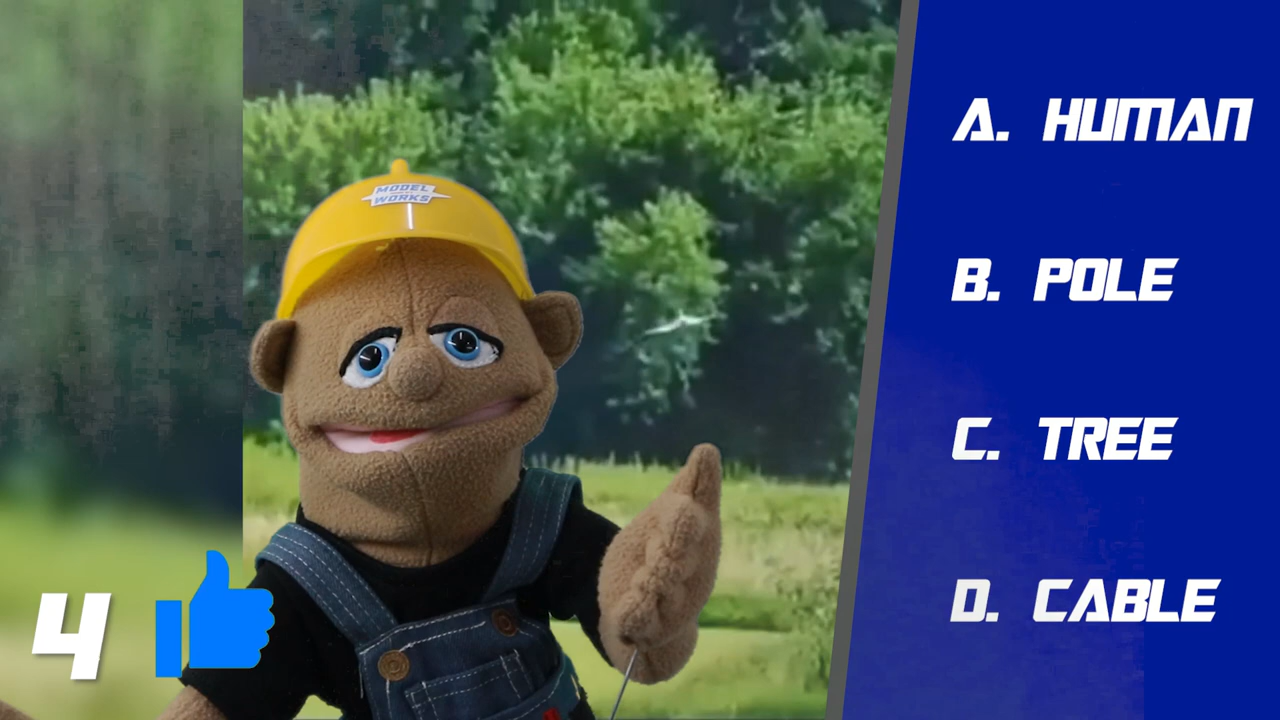 MODEL
WORKS
A. HUMAN
B. POLE
C. TREE
D. CABLE
4